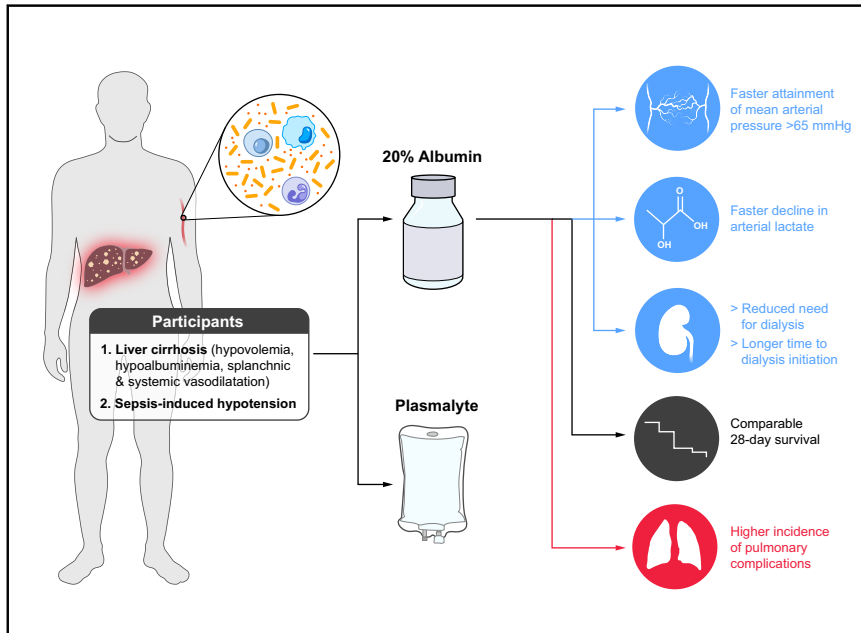 20% Albumin
Participants
1. Liver cirrhosis (hypovolemia,
hypoalbuminemia, splanchnic
& systemic vasodilatation)
2. Sepsis-induced hypotension
Plasmalyte
Faster attainment
of mean arterial
pressure >65 mmHg
O
OH
OH
Faster decline in
arterial lactate
> Reduced need
for dialysis
> Longer time to
dialysis initiation
Comparable
28-day survival
Higher incidence
of pulmonary
complications